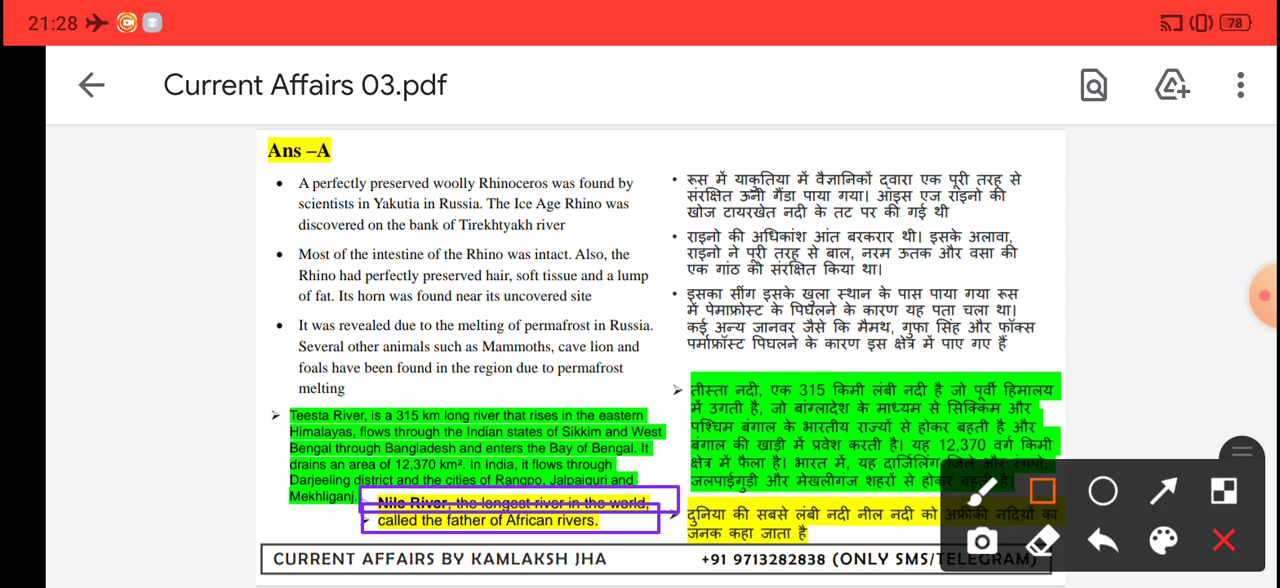 21:28
78
Current Affairs 03.pdf
Ans –A
• A perfectly preserved woolly Rhinoceros was found by
scientists in Yakutia in Russia. The Ice Age Rhino was
discovered on the bank of Tirekhtyakh river
• Most of the intestine of the Rhino was intact. Also, the
Rhino had perfectly preserved hair, soft tissue and a lump
of fat. Its horn was found near its uncovered site
• It was revealed due to the melting of permafrost in Russia.
Several other animals such as Mammoths, cave lion and
foals have been found in the region due to permafrost
melting
➢ Teesta River, is a 315 km long river that rises in the eastern
Himalayas, flows through the Indian states of Sikkim and West
Bengal through Bangladesh and enters the Bay of Bengal. It
drains an area of 12,370 km². In India, it flows through
Darjeeling district and the cities of Rangpo, Jalpaiguri and
Mekhliganj.
➢ Nile River, the longest river in the world,
called the father of African rivers.
• रूस में याकुतिया में वैज्ञानिकों द्वारा एक पूरी तरह से
संरक्षित ऊनी गैंडा पाया गया। आइस एज राइनो की
खोज टायरखेत नदी के तट पर की गई थी
• राइनो की अधिकांश आंत बरकरार थी। इसके अलावा,
राइनो ने पूरी तरह से बाल, नरम ऊतक और वसा की
एक गांठ को संरक्षित किया था।
• इसका सींग इसके खुला स्थान के पास पाया गया रूस
में पेमाफ्रोस्ट के पिघलने के कारण यह पता चला था।
कई अन्य जानवर जैसे कि मैमथ, गुफा सिंह और फॉक्स
पर्माफ्रॉस्ट पिघलने के कारण इस क्षेत्र में पाए गए हैं
➢ तीस्ता नदी, एक 315 किमी लंबी नदी है जो पूर्वी हिमालय
में उगती है, जो बांग्लादेश के माध्यम से सिक्किम और
पश्चिम बंगाल के भारतीय राज्यों से होकर बहती है और
बंगाल की खाड़ी में प्रवेश करती है। यह 12,370 वर्ग किमी
क्षेत्र में फैला है। भारत में, यह दार्जिलिंग जिले और रंगपो,
जलपाईगुड़ी और मेखलीगंज शहरों से होकर बहती है।
➢ दुनिया की सबसे लंबी नदी नील नदी को अफ्रीकी नदियों का
जनक कहा जाता है
CURRENT AFFAIRS BY KAMLAKSH JHA
+91 9713282838 (ONLY SMS/TELEGRAM)